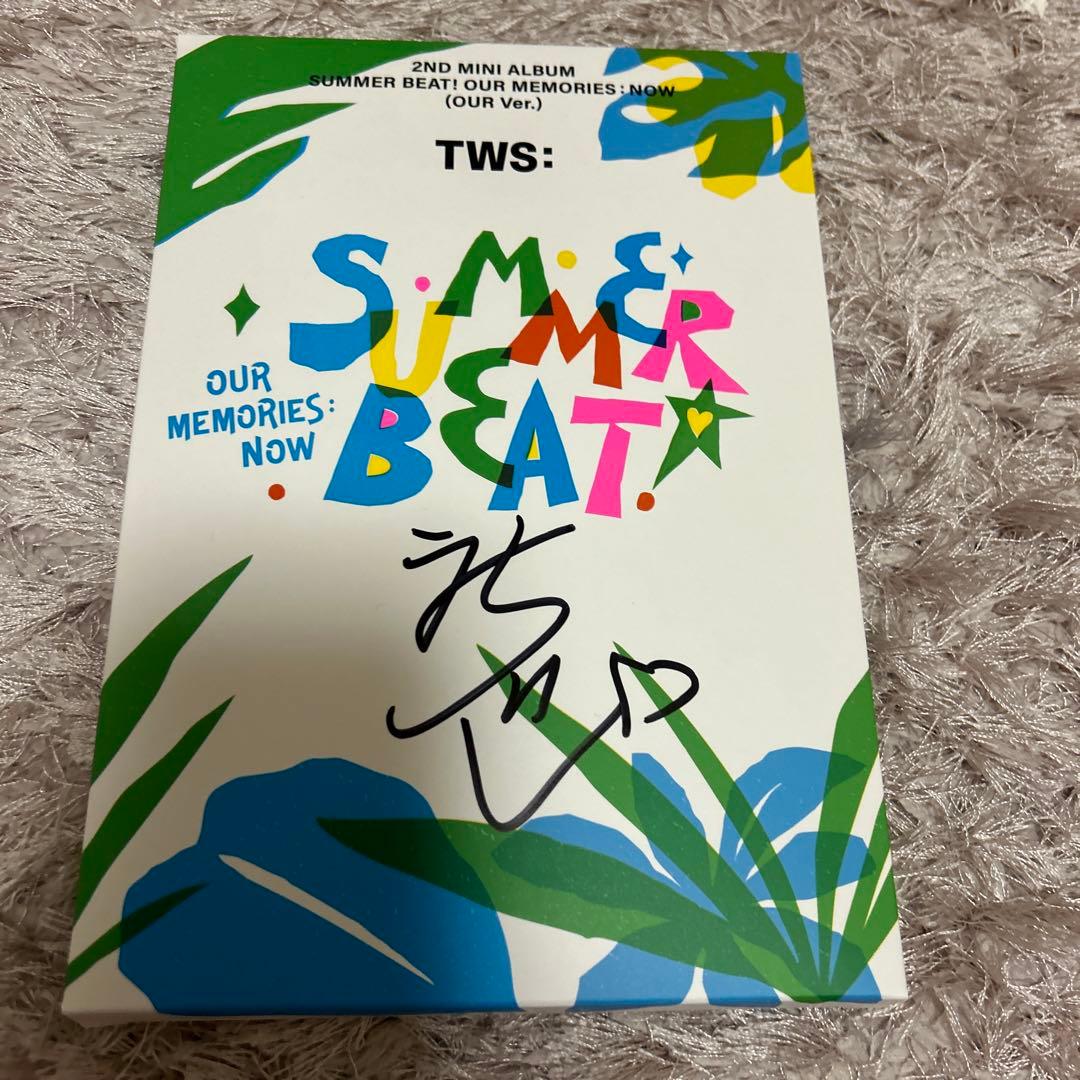 2ND MINI ALBUM
SUMMER BEAT! OUR MEMORIES : NOW
(OUR Ver.)
TWS:
SUMMER
BEAT!
OUR
MEMORIES:
NOW